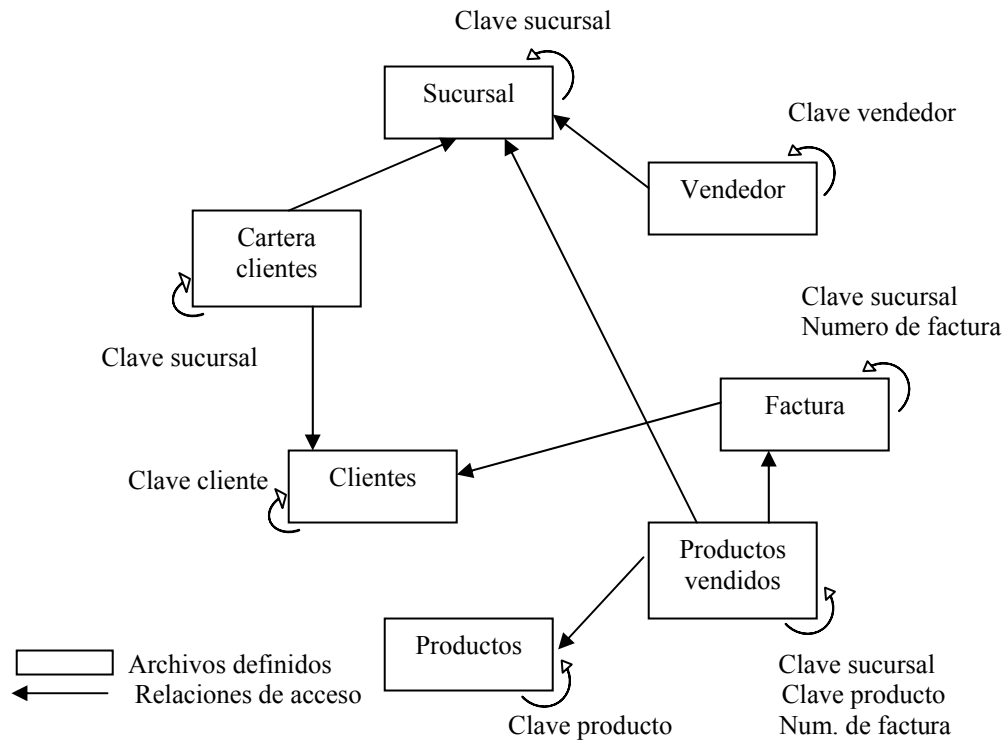 Clave sucursal
Sucursal
Clave vendedor
Vendedor
Cartera
clientes
Clave sucursal
Numero de factura
Clave sucursal
Factura
Clave cliente
Clientes
Productos
vendidos
Productos
Archivos definidos
Relaciones de acceso
Clave sucursal
Clave producto
Num. de factura
Clave producto